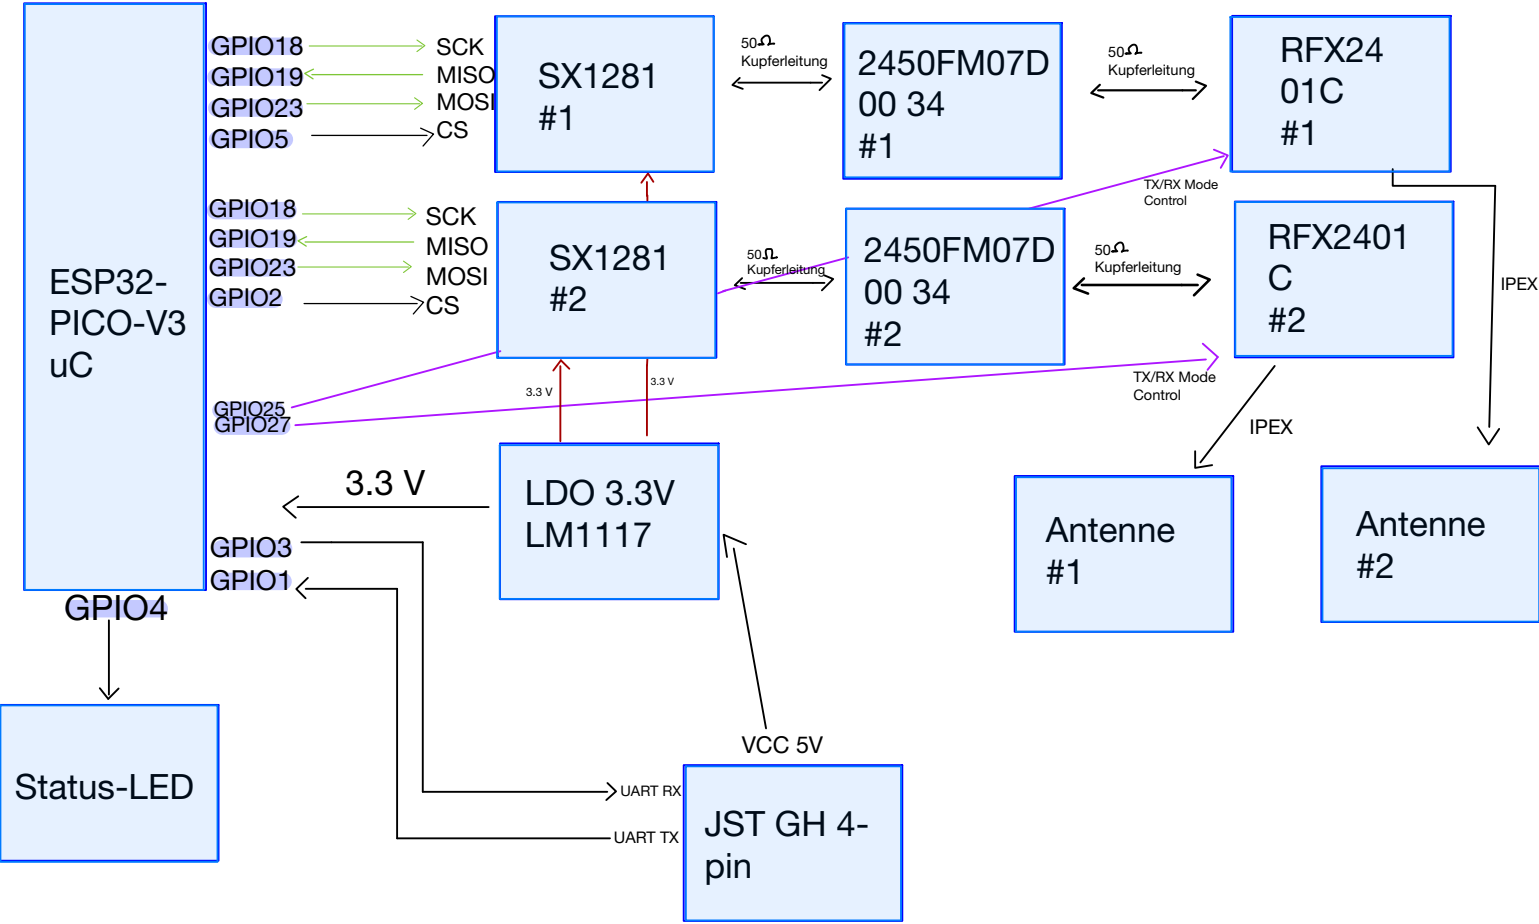 ESP32-
PICO-V3
uC
GPIO18
GPIO19
GPIO23
GPIO5
SCK
MISO
MOSI
CS
SX1281
#1
50Ω
Kupferleitung
2450FM07D
00 34
#1
50Ω
Kupferleitung
RFX24
01C
#1
GPIO18
GPIO19
GPIO23
GPIO2
SCK
MISO
MOSI
CS
SX1281
#2
50Ω
Kupferleitung
2450FM07D
00 34
#2
50Ω
Kupferleitung
TX/RX Mode
Control
RFX2401
C
#2
IPEX
GPIO25
GPIO27
3.3 V
3.3 V
TX/RX Mode
Control
IPEX
3.3 V
LDO 3.3V
LM1117
Antenne
#1
Antenne
#2
GPIO3
GPIO1
GPIO4
Status-LED
VCC 5V
UART RX
UART TX
JST GH 4-
pin